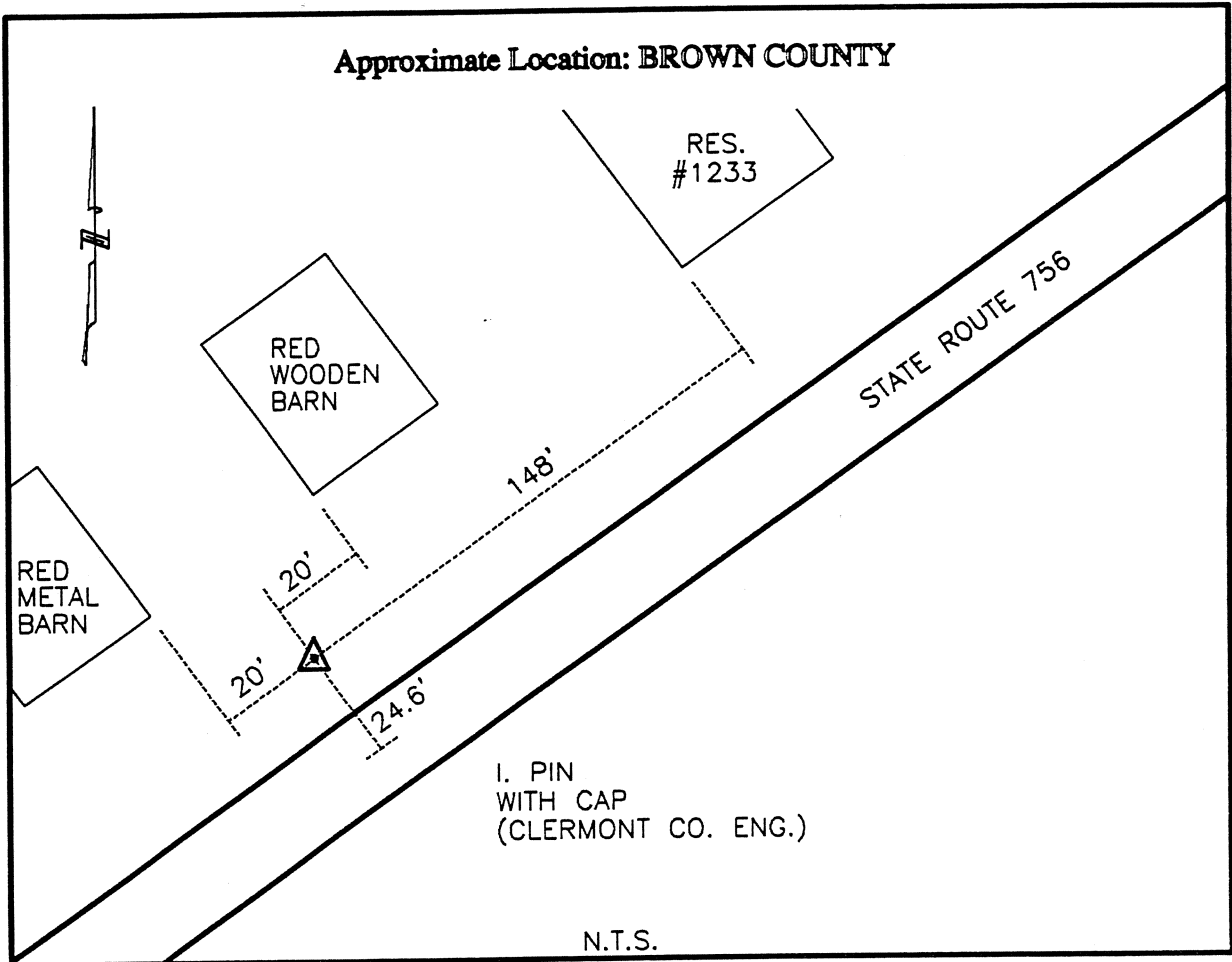 Approximate Location: BROWN COUNTY
RES.
#1233
N
STATE ROUTE 756
RED
WOODEN
BARN
148'
20'
RED
METAL
BARN
20'
24.6'
I. PIN
WITH CAP
(CLERMONT CO. ENG.)
N.T.S.